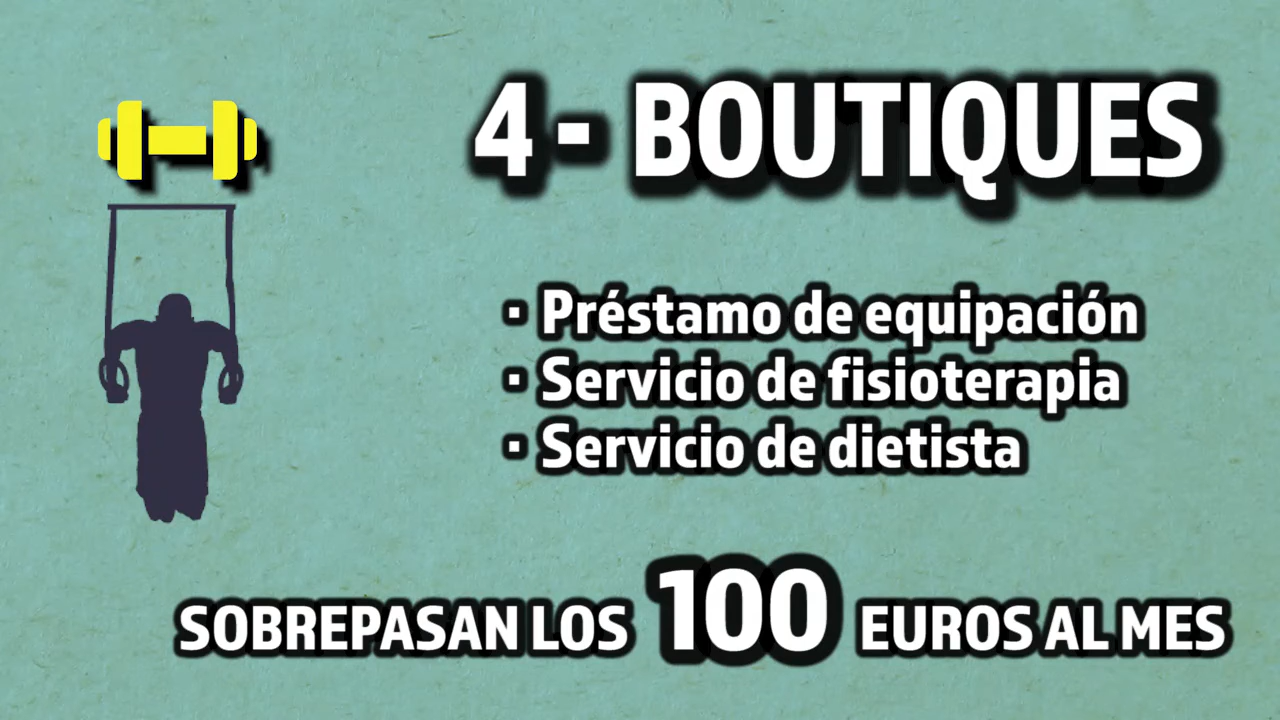 4- BOUTIQUES
· Préstamo de equipación
· Servicio de fisioterapia
· Servicio de dietista
SOBREPASAN LOS 100 EUROS AL MES